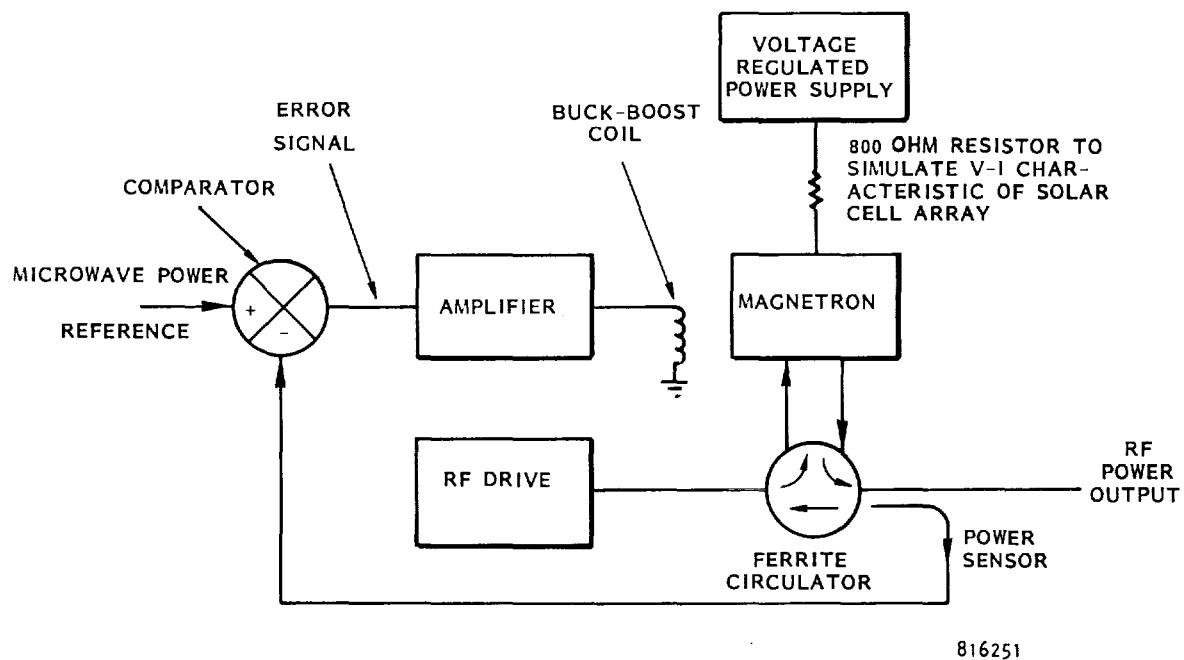 VOLTAGE
REGULATED
POWER SUPPLY
ERROR
SIGNAL
BUCK-BOOST
COIL
800 OHM RESISTOR TO
SIMULATE V-I CHAR-
ACTERISTIC OF SOLAR
CELL ARRAY
COMPARATOR
MICROWAVE POWER
REFERENCE
+
-
AMPLIFIER
MAGNETRON
RF DRIVE
RF
POWER
OUTPUT
POWER
SENSOR
FERRITE
CIRCULATOR
816251